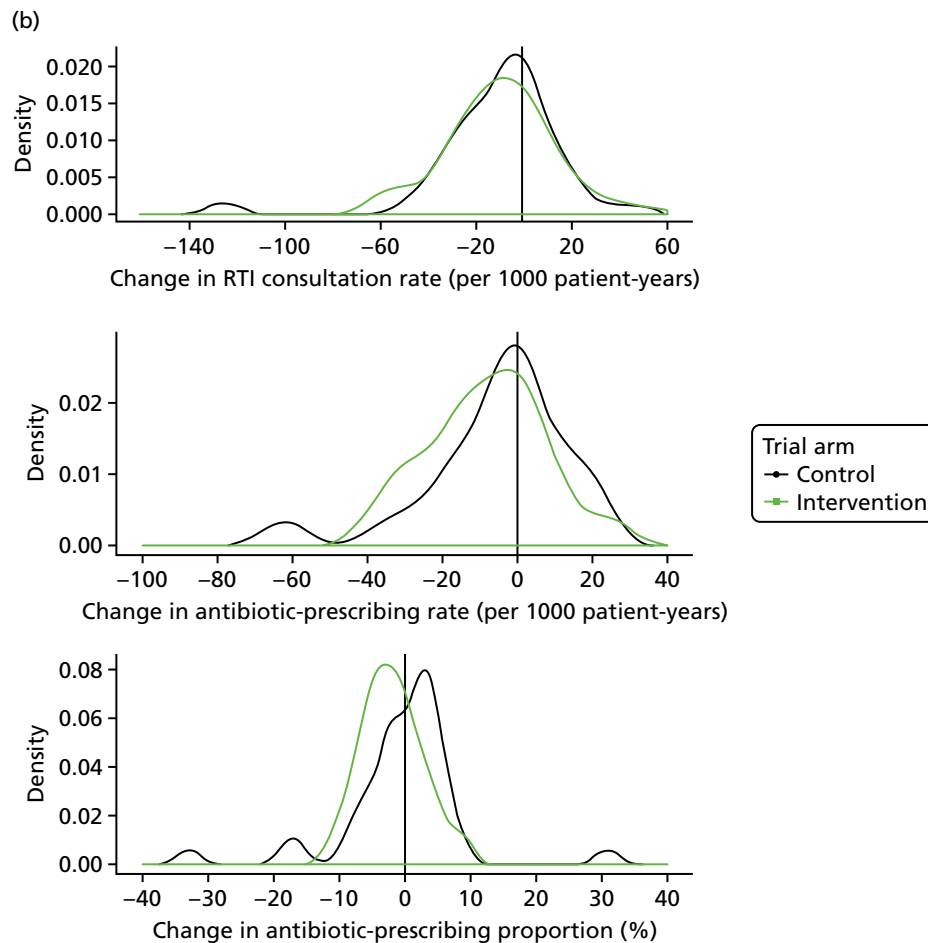 (b)
Density
0.020
0.015
0.010
0.005
0.000
−140 −100 −60 −20 20 60
Change in RTI consultation rate (per 1000 patient-years)
Density
0.02
0.01
0.00
−100 −80 −60 −40 −20 0 20 40
Change in antibiotic-prescribing rate (per 1000 patient-years)
Trial arm
Control
Intervention
Density
0.08
0.06
0.04
0.02
0.00
−40 −30 −20 −10 0 10 20 30 40
Change in antibiotic-prescribing proportion (%)